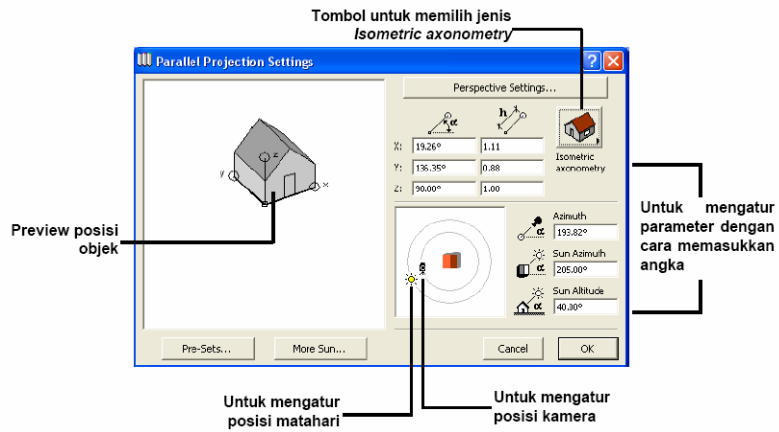 Tombol untuk memilih jenis
Isometric axonometry
Parallel Projection Settings
Perspective Settings...
α
h
X: 19.26° 1.11
Y: 136.35° 0.88
Z: 90.00° 1.00
Isometric
axonometry
z
y
x
Preview posisi
objek
Untuk mengatur
parameter dengan
cara memasukkan
angka
Azimuth
α 193.82°
Sun Azimuth
α 205.00°
Sun Altitude
α 40.00°
Pre-Sets...
More Sun...
Cancel
OK
Untuk mengatur
posisi matahari
Untuk mengatur
posisi kamera